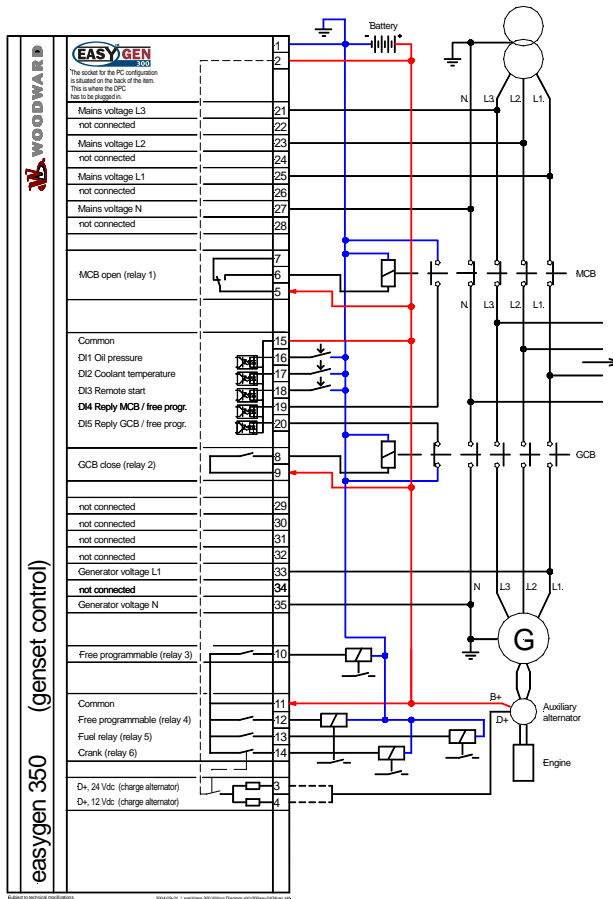 WOODWARD
easygen 350 (genset control)
EASY GEN
300
The socket for the PC configuration
is situated on the back of the item.
This is where the DPC
has to be plugged in.
1
2
Mains voltage L3 21
not connected 22
Mains voltage L2 23
not connected 24
Mains voltage L1 25
not connected 26
Mains voltage N 27
not connected 28
7
MCB open (relay 1) 6
5
Common 15
DI1 Oil pressure 16
DI2 Coolant temperature 17
DI3 Remote start 18
DI4 Reply MCB / free progr. 19
DI5 Reply GCB / free progr. 20
GCB close (relay 2) 8
9
not connected 29
not connected 30
not connected 31
not connected 32
Generator voltage L1 33
not connected 34
Generator voltage N 35
Free programmable (relay 3) 10
Common 11
Free programmable (relay 4) 12
Fuel relay (relay 5) 13
Crank (relay 6) 14
D+, 24 Vdc (charge alternator) 3
D+, 12 Vdc (charge alternator) 4
Battery
N. L3 L2. L1.
MCB
N. L3 L2. L1.
GCB
N L3 L2 L1.
G
B+
D+
Auxiliary
alternator
Engine
Subject to technical modifications.